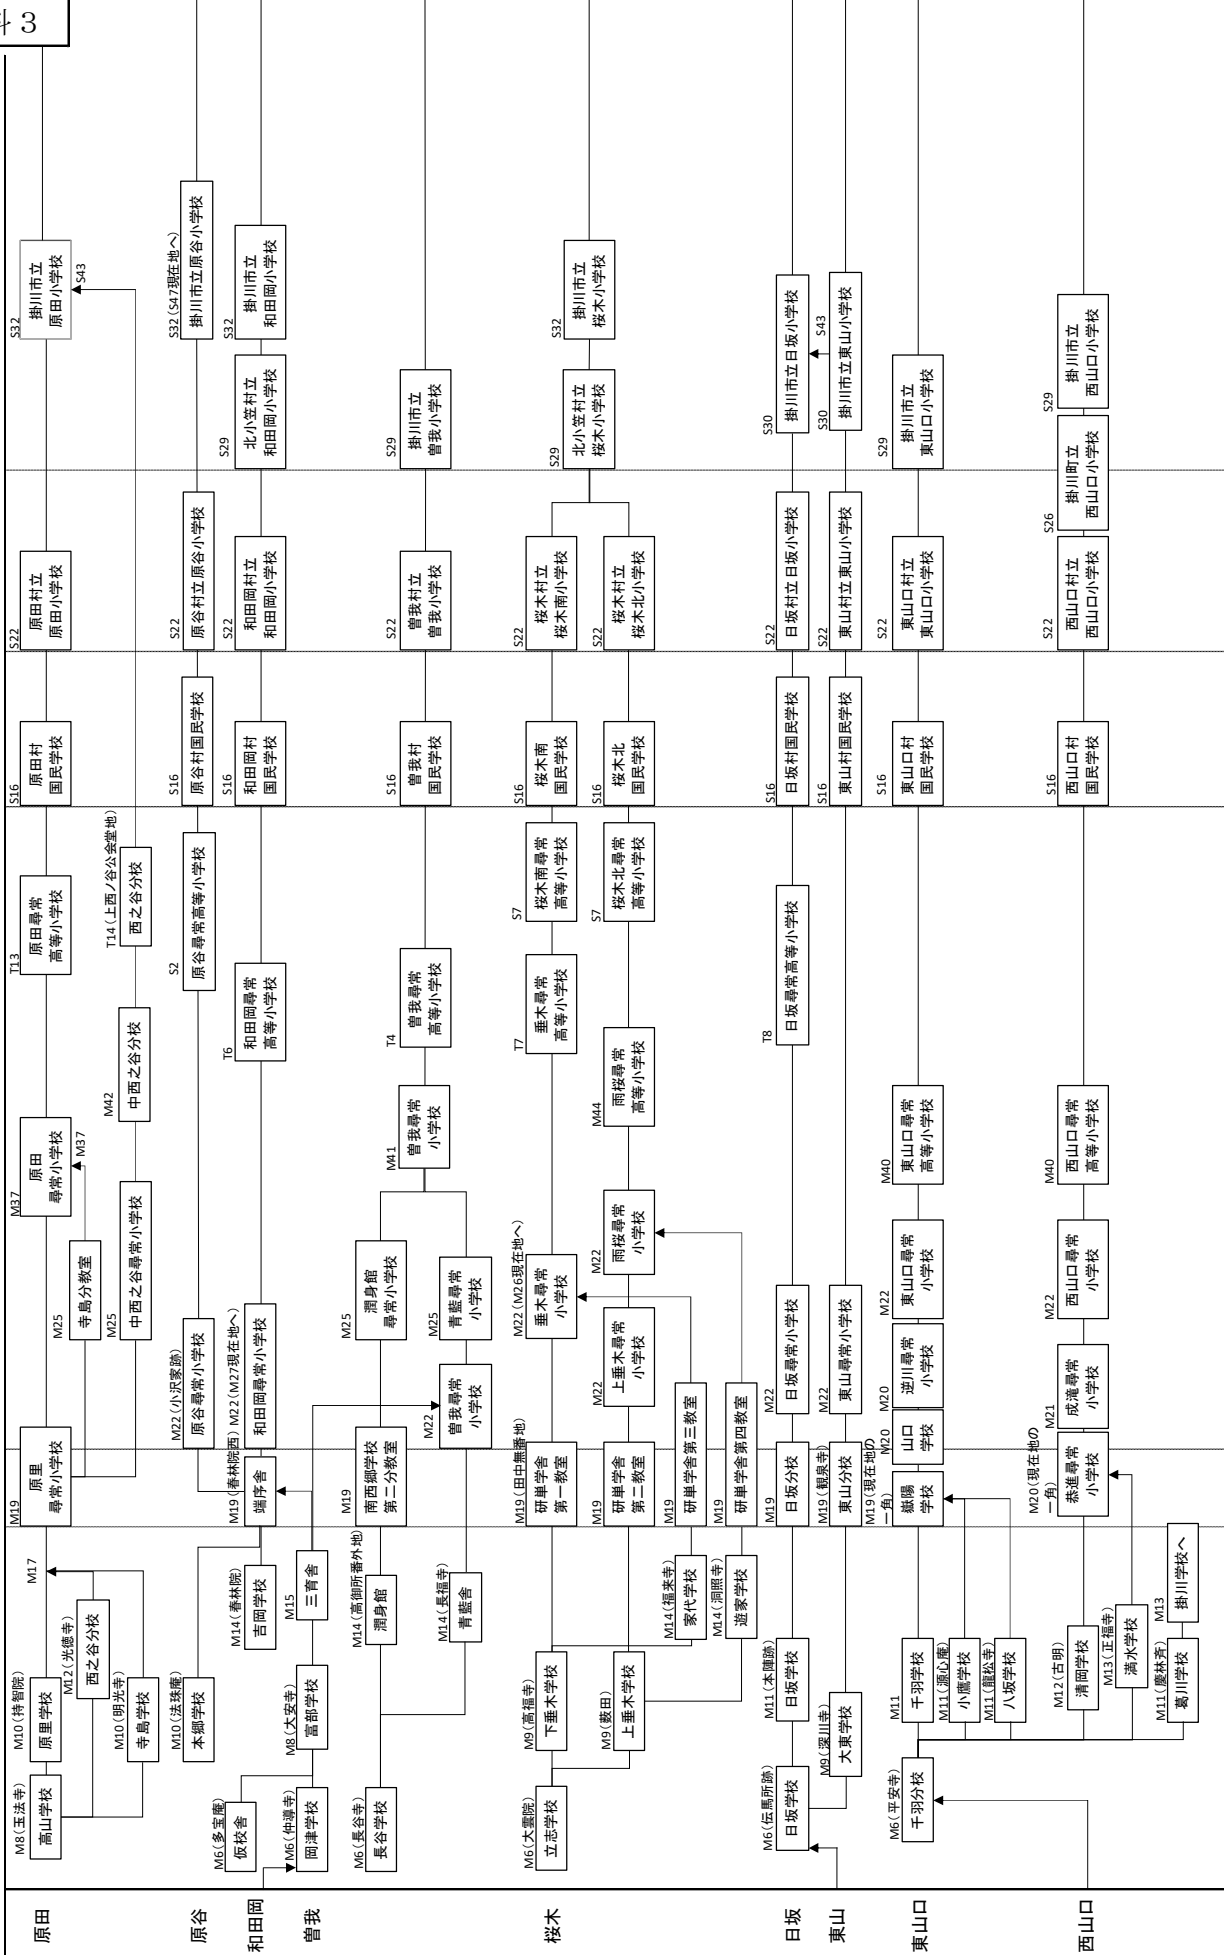 料３
原田
M8(玉法寺)
高山学校
M10(待智院)
原里学校
M12(光徳寺)
西之谷分校
M10(明光寺)
寺島学校
M17
M19
原里
尋常小学校
M25
寺島分教室
M25
中西之谷尋常小学校
M37
原田
尋常小学校
M37
M42
中西之谷分校
T13
原田尋常
高等小学校
T14(上西ノ谷公会堂地)
西之谷分校
S16
原田村
国民学校
S22
原田村立
原田小学校
S32
掛川市立
原田小学校
S43
原谷
M10(法珠庵)
本郷学校
M22(小沢家跡)
原谷尋常小学校
S2
原谷尋常高等小学校
S16
原谷村国民学校
S22
原谷村立原谷小学校
S32(S47現在地へ)
掛川市立原谷小学校
和田岡
M6(多宝庵)
仮校舎
M14(春林院)
吉岡学校
M19(春林院西)
端序舎
M22(M27現在地へ)
和田岡尋常小学校
T6
和田岡尋常
高等小学校
S16
和田岡村
国民学校
S22
和田岡村立
和田岡小学校
S29
北小笠村立
和田岡小学校
S32
掛川市立
和田岡小学校
曽我
M6(仲導寺)
岡津学校
M8(大安寺)
富部学校
M15
三育舎
M6(長谷寺)
長谷学校
M14(高御所番外地)
潤身館
M14(長福寺)
青藍舎
M19
南西郷学校
第二分教室
M22
曽我尋常
小学校
M25
潤身館
尋常小学校
M25
青藍尋常
小学校
M41
曽我尋常
小学校
T4
曽我尋常
高等小学校
S16
曽我村
国民学校
S22
曽我村立
曽我小学校
S29
掛川市立
曽我小学校
桜木
M6(大雲院)
立志学校
M9(高福寺)
下垂木学校
M9(薮田)
上垂木学校
M14(福来寺)
家代学校
M14(洞照寺)
遊家学校
M19(田中無番地)
研単学舎
第一教室
M19
研単学舎
第二教室
M19
研単学舎第三教室
M19
研単学舎第四教室
M22(M26現在地へ)
垂木尋常
小学校
M22
上垂木尋常
小学校
M22
雨桜尋常
小学校
M44
雨桜尋常
高等小学校
T7
垂木尋常
高等小学校
S7
桜木南尋常
高等小学校
S7
桜木北尋常
高等小学校
S16
桜木南
国民学校
S16
桜木北
国民学校
S22
桜木村立
桜木南小学校
S22
桜木村立
桜木北小学校
S29
北小笠村立
桜木小学校
S32
掛川市立
桜木小学校
日坂
M6(伝馬所跡)
日坂学校
M11(本陣跡)
日坂学校
M19
日坂分校
M22
日坂尋常小学校
T8
日坂尋常高等小学校
S16
日坂村国民学校
S22
日坂村立日坂小学校
S30
掛川市立日坂小学校
東山
M9(深川寺)
大東学校
M19(観泉寺)
東山分校
M22
東山尋常小学校
S16
東山村国民学校
S22
東山村立東山小学校
S30
掛川市立東山小学校
S43
東山口
M6(平安寺)
千羽分校
M11
千羽学校
M11(源心庵)
小鷹学校
M11(龍松寺)
八坂学校
M19(現在地の
一角)
嶽陽
学校
M20
山口
学校
M20
逆川尋常
小学校
M22
東山口尋常
小学校
M40
東山口尋常
高等小学校
S16
東山口村
国民学校
S22
東山口村立
東山口小学校
S29
掛川市立
東山口小学校
西山口
M12(古明)
清岡学校
M13(正福寺)
満水学校
M11(慶林斉)
葛川学校
M13
掛川学校へ
M20(現在地の
一角)
恭進尋常
小学校
M21
成滝尋常
小学校
M22
西山口尋常
小学校
M40
西山口尋常
高等小学校
S16
西山口村
国民学校
S22
西山口村立
西山口小学校
S26
掛川町立
西山口小学校
S29
掛川市立
西山口小学校